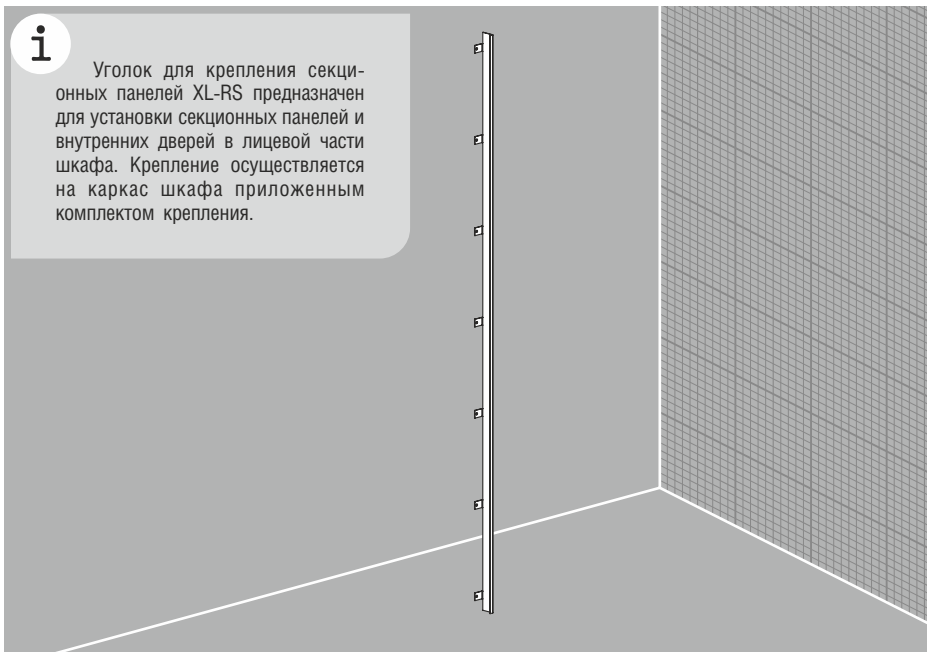 i
Уголок для крепления секци-
онных панелей XL-RS предназначен
для установки секционных панелей и
внутренних дверей в лицевой части
шкафа. Крепление осуществляется
на каркас шкафа приложенным
комплектом крепления.